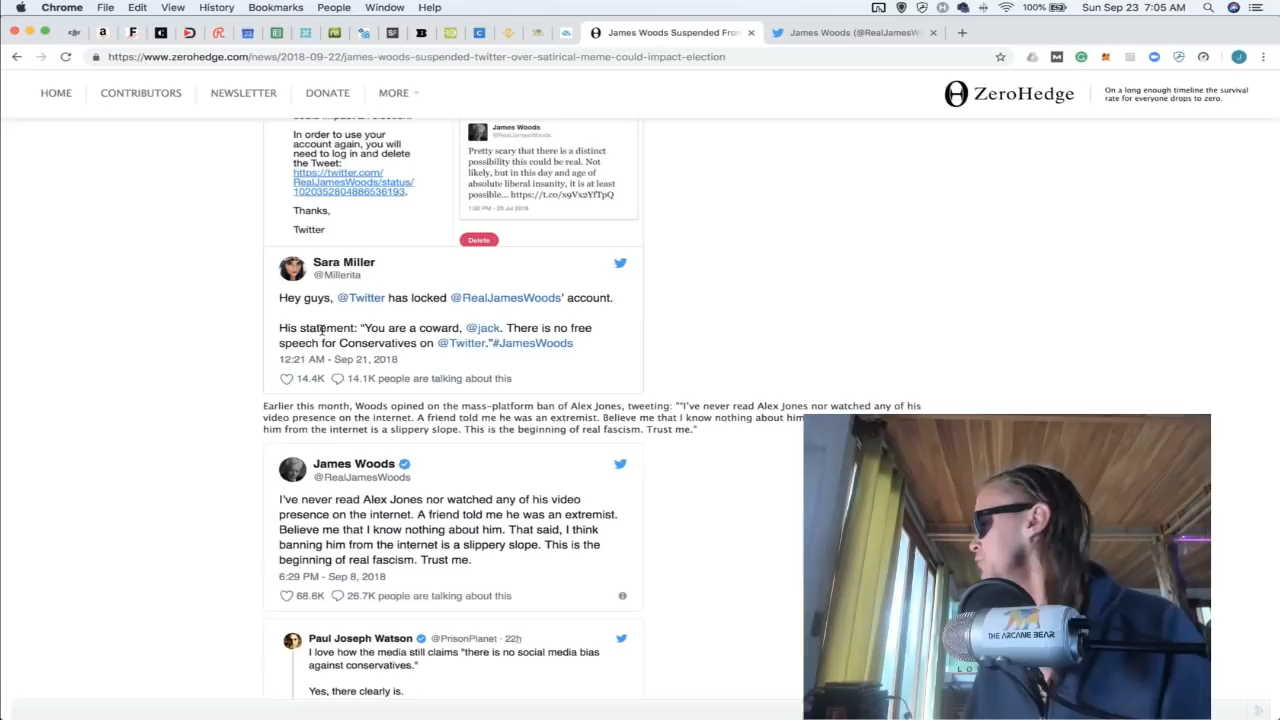 Chrome File Edit View History Bookmarks People Window Help 100% Sun Sep 23 7:05 AM
James Woods Suspended From
James Woods (@RealJamesWo
https://www.zerohedge.com/news/2018-09-22/james-woods-suspended-twitter-over-satirical-meme-could-impact-election
HOME CONTRIBUTORS NEWSLETTER DONATE MORE
ZeroHedge
On a long enough timeline the survival
rate for everyone drops to zero.
could impact an election.
In order to use your
account again, you will
need to log in and delete
the Tweet:
https://twitter.com/
RealJamesWoods/status/
1020352804886536193.
Thanks,
Twitter
James Woods
@RealJamesWoods
Pretty scary that there is a distinct
possibility this could be real. Not
likely, but in this day and age of
absolute liberal insanity, it is at least
possible... https://t.co/x9Vx2YfTpQ
1:00 PM - 20 Jul 2018
Delete
Sara Miller
@Millerita
Hey guys, @Twitter has locked @RealJamesWoods’ account.
His statement: “You are a coward, @jack. There is no free
speech for Conservatives on @Twitter.”#JamesWoods
12:21 AM - Sep 21, 2018
14.4K 14.1K people are talking about this
Earlier this month, Woods opined on the mass-platform ban of Alex Jones, tweeting: ""I've never read Alex Jones nor watched any of his
video presence on the internet. A friend told me he was an extremist. Believe me that I know nothing about him
him from the internet is a slippery slope. This is the beginning of real fascism. Trust me."
James Woods
@RealJamesWoods
I've never read Alex Jones nor watched any of his video
presence on the internet. A friend told me he was an extremist.
Believe me that I know nothing about him. That said, I think
banning him from the internet is a slippery slope. This is the
beginning of real fascism. Trust me.
6:29 PM - Sep 8, 2018
68.6K 26.7K people are talking about this
Paul Joseph Watson @PrisonPlanet · 22h
I love how the media still claims "there is no social media bias
against conservatives."
Yes, there clearly is.
THE ARCANE BEAR